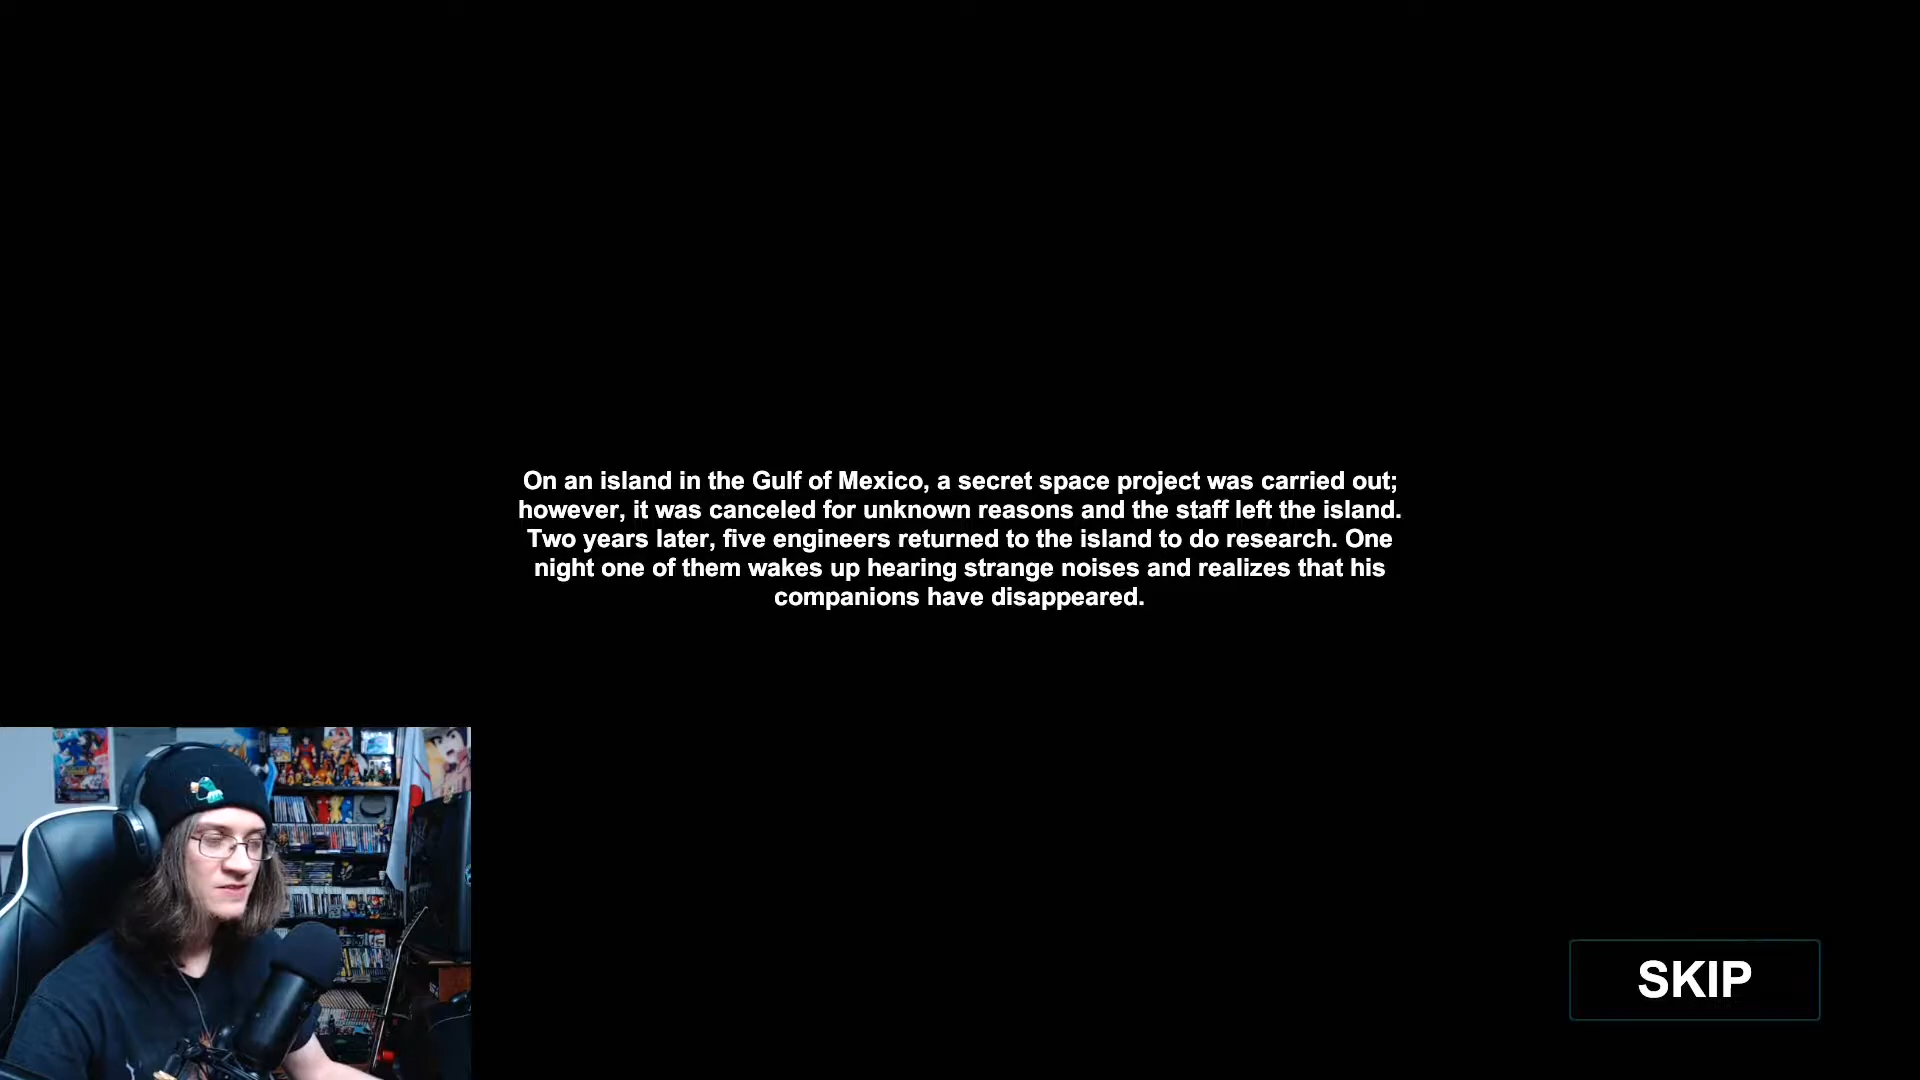 On an island in the Gulf of Mexico, a secret space project was carried out;
however, it was canceled for unknown reasons and the staff left the island.
Two years later, five engineers returned to the island to do research. One
night one of them wakes up hearing strange noises and realizes that his
companions have disappeared.
SKIP